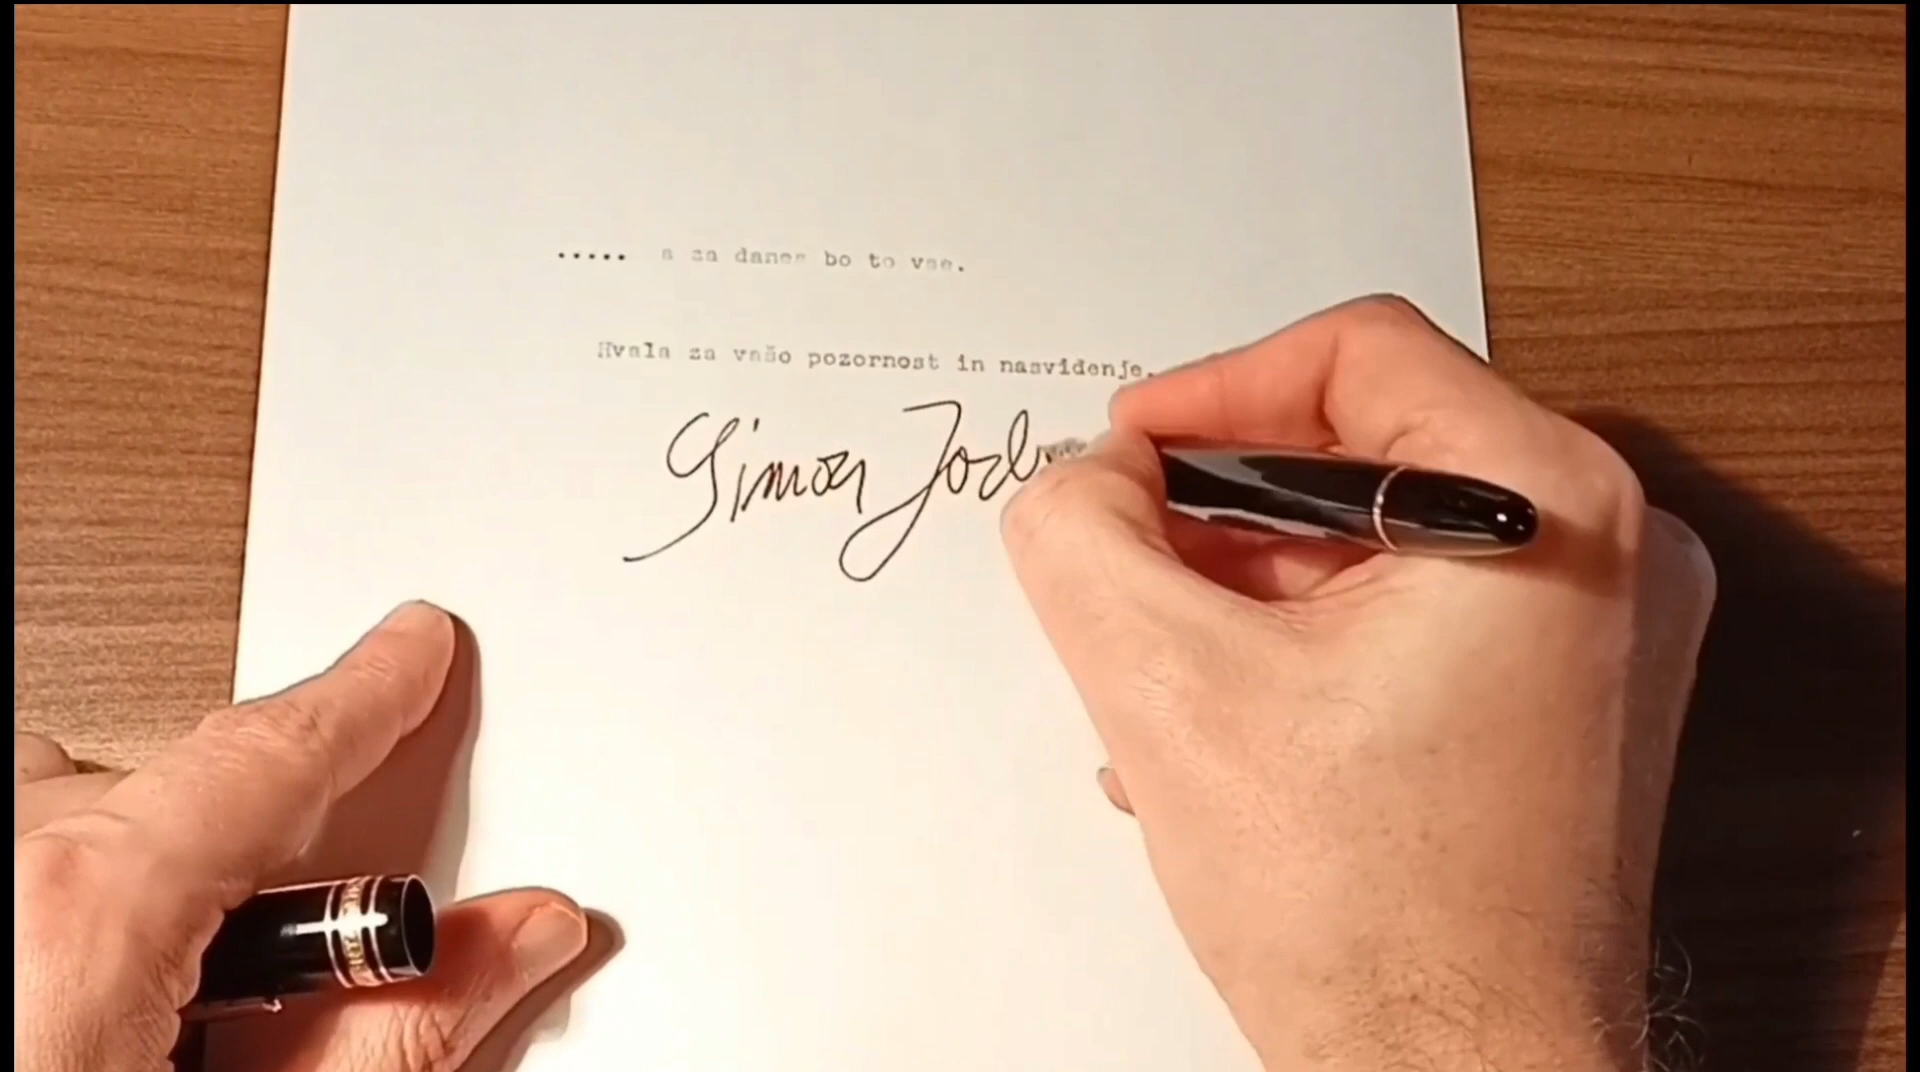 ..... a za danes bo to vse.
Hvala za vašo pozornost in nasvidenje.
Simon